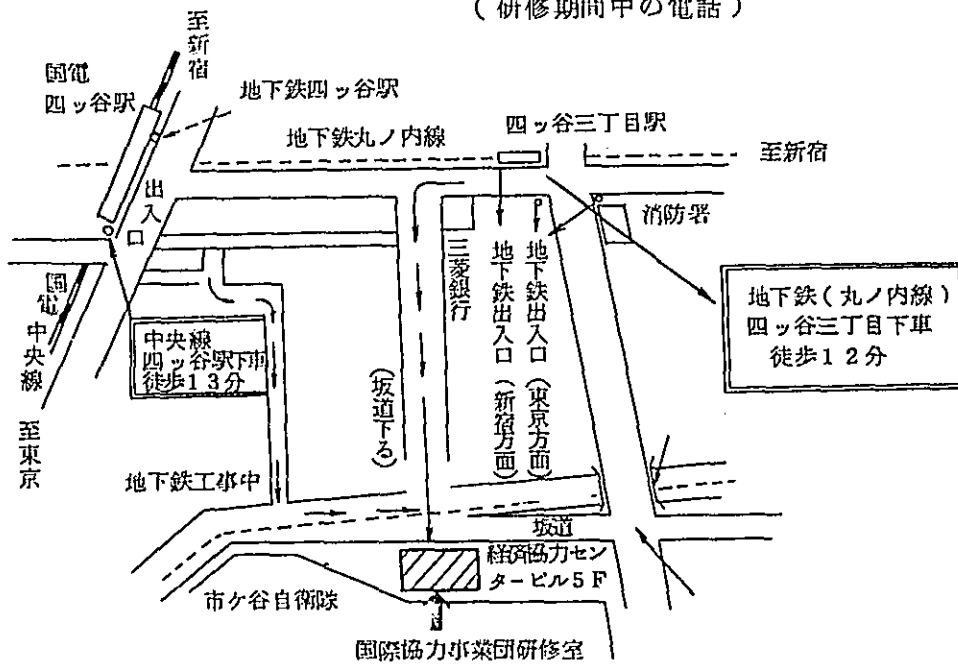 (研修期間中の電話)
至新宿
国電
四ッ谷駅
地下鉄四ッ谷駅
地下鉄丸ノ内線
四ッ谷三丁目駅
至新宿
出入口
消防署
三菱銀行
地下鉄出入口(新宿方面)
地下鉄出入口(東京方面)
地下鉄(丸ノ内線)
四ッ谷三丁目下車
徒歩12分
国電
中央線
至東京
中央線
四ッ谷駅下車
徒歩13分
(坂道下る)
地下鉄工事中
坂道
経済協力セン
タービル5F
市ケ谷自衛隊
国際協力事業団研修室